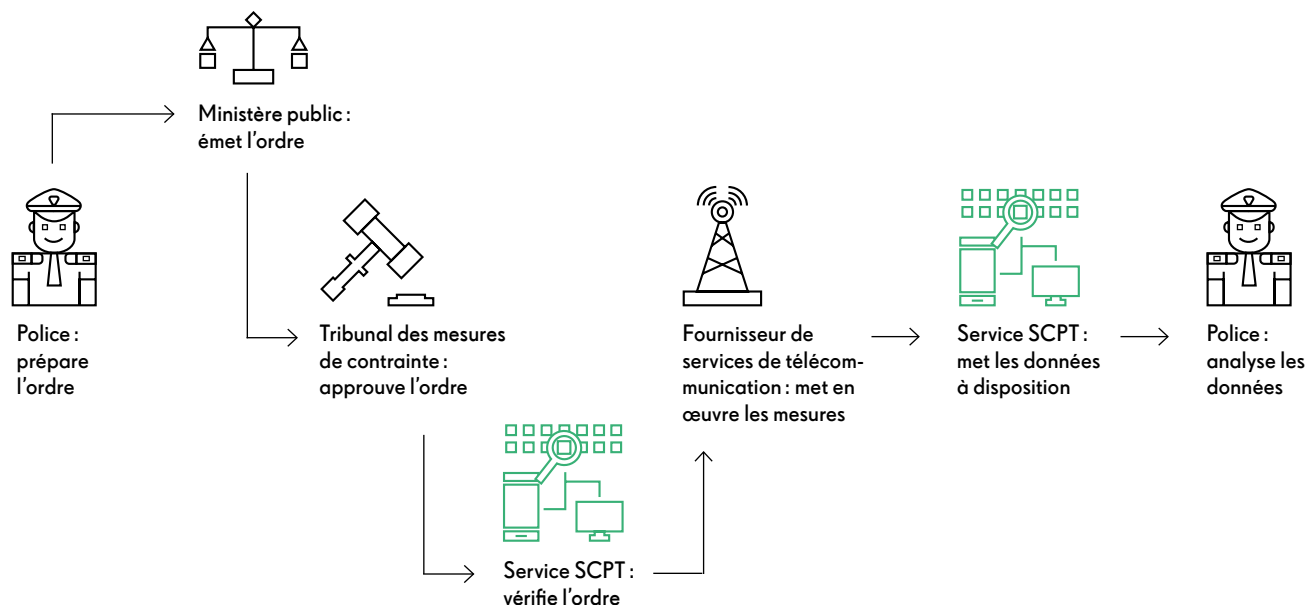 Ministère public :
émet l’ordre
Police :
prépare
l’ordre
Tribunal des mesures
de contrainte :
approuve l’ordre
Service SCPT :
vérifie l’ordre
Fournisseur de
services de télécom-
munication : met en
œuvre les mesures
Service SCPT :
met les données
à disposition
Police :
analyse les
données